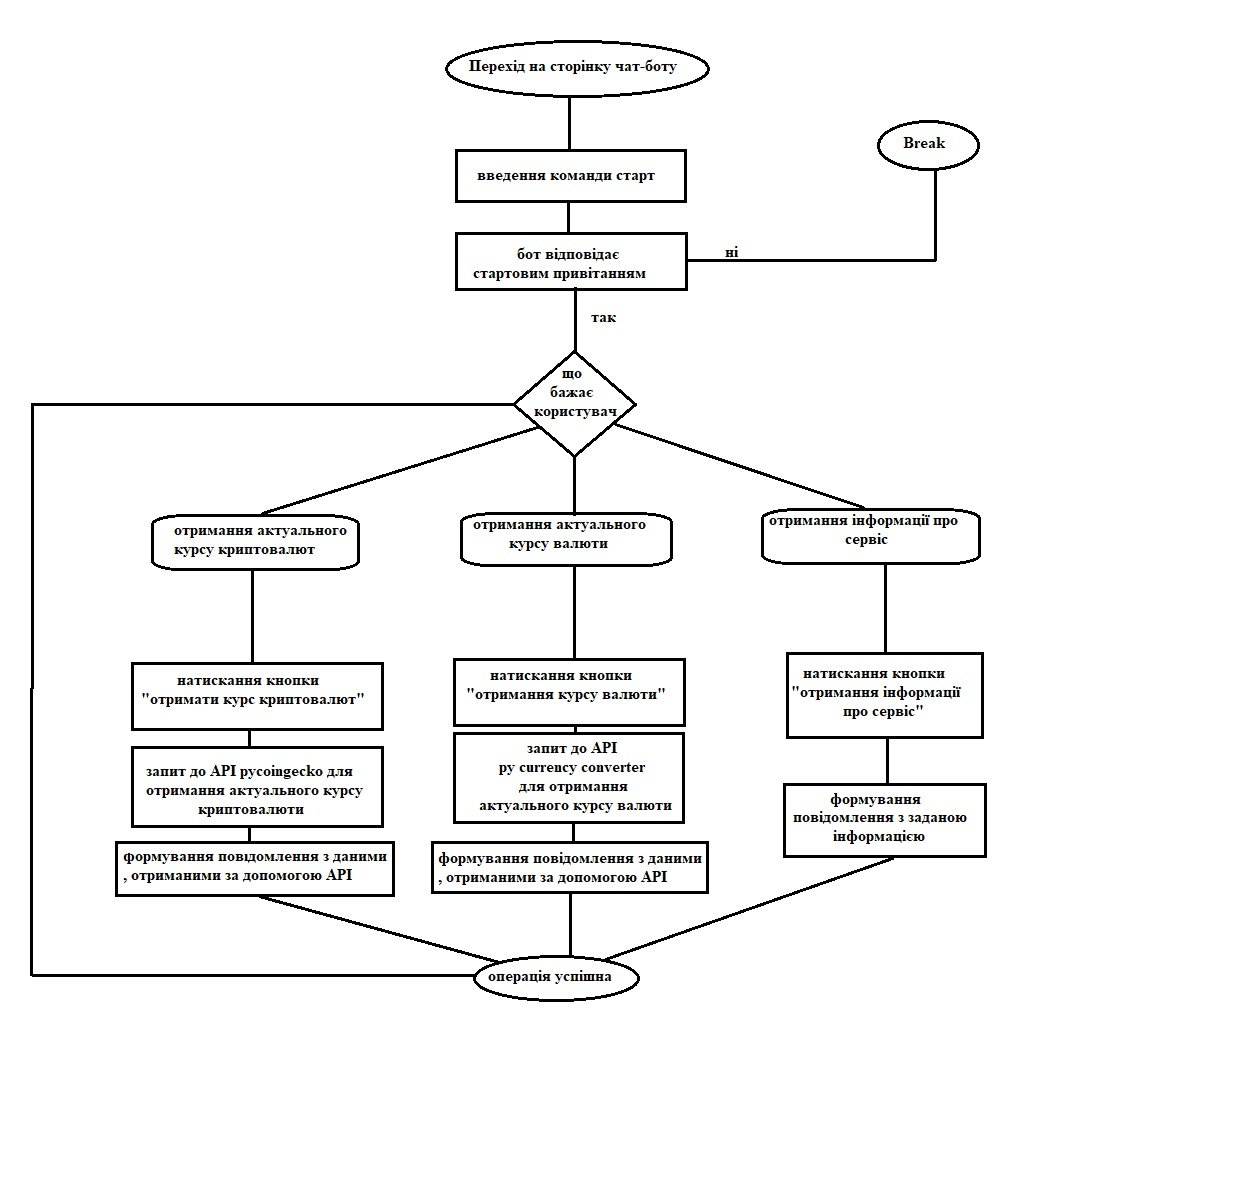 Перехід на сторінку чат-боту
Break
введення команди старт
бот відповідає
стартовим привітанням
ні
так
що
бажає
користувач
отримання актуального
курсу криптовалют
отримання актуального
курсу валюти
отримання інформації про
сервіс
натискання кнопки
"отримати курс криптовалют"
натискання кнопки
"отримання курсу валюти"
натискання кнопки
"отримання інформації
про сервіс"
запит до API pycoingecko для
отримання актуального курсу
криптовалюти
запит до API
py currency converter
для отримання
актуального курсу валюти
формування
повідомлення з заданою
інформацією
формування повідомлення з даними
, отриманими за допомогою API
формування повідомлення з даними
, отриманими за допомогою API
операція успішна